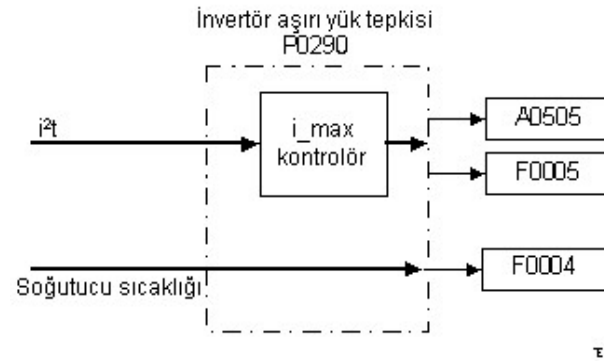 İnvertör aşırı yük tepkisi
P0290
i²t
i_max
kontrolör
A0505
F0005
F0004
Soğutucu sıcaklığı